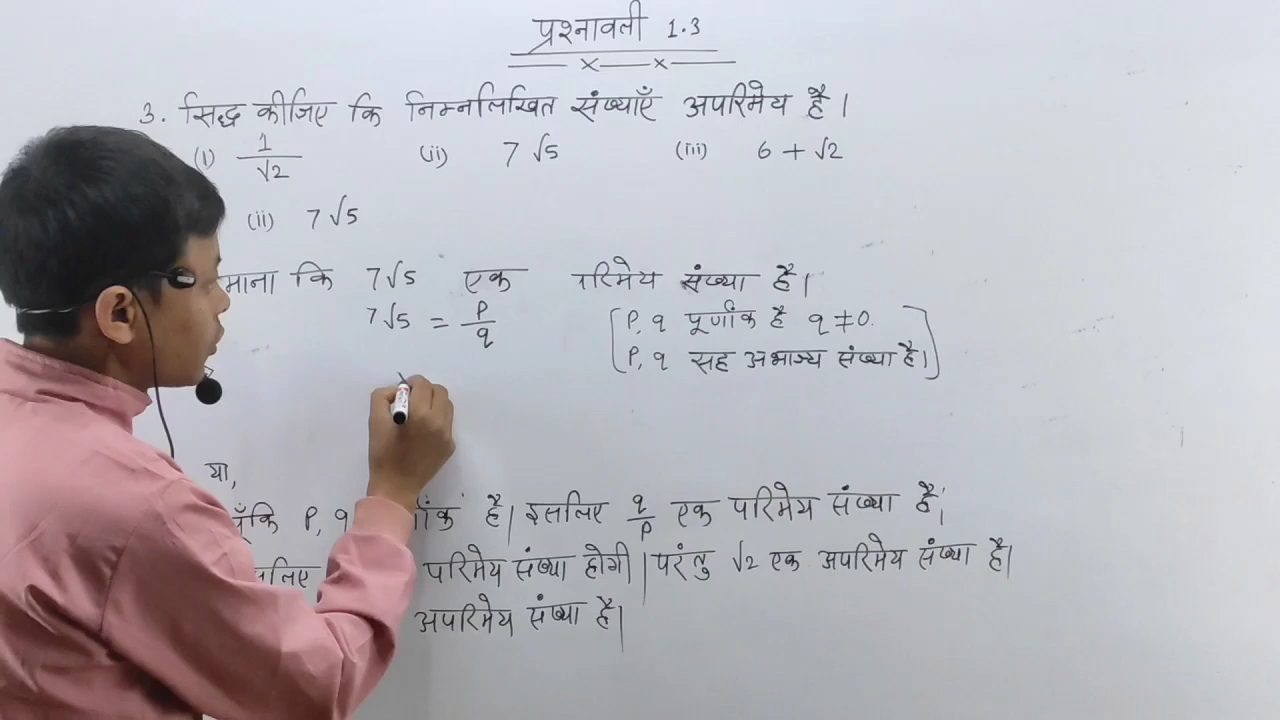 प्रश्नावली 1.3
3. सिद्ध कीजिए कि निम्नलिखित संख्याएँ अपरिमेय है।
(i) 1/√2 (ii) 7√5 (iii) 6 + √2
(ii) 7√5
माना कि 7√5 एक परिमेय संख्या है।
7√5 = P/q [P, q पूर्णांक है q ≠ 0.
P, q सह अभाज्य संख्या है।]
या,
P, q है। इसलिए q/P एक परिमेय संख्या है,
परिमेय संख्या होगी। परंतु √2 एक अपरिमेय संख्या है।
अपरिमेय संख्या है।